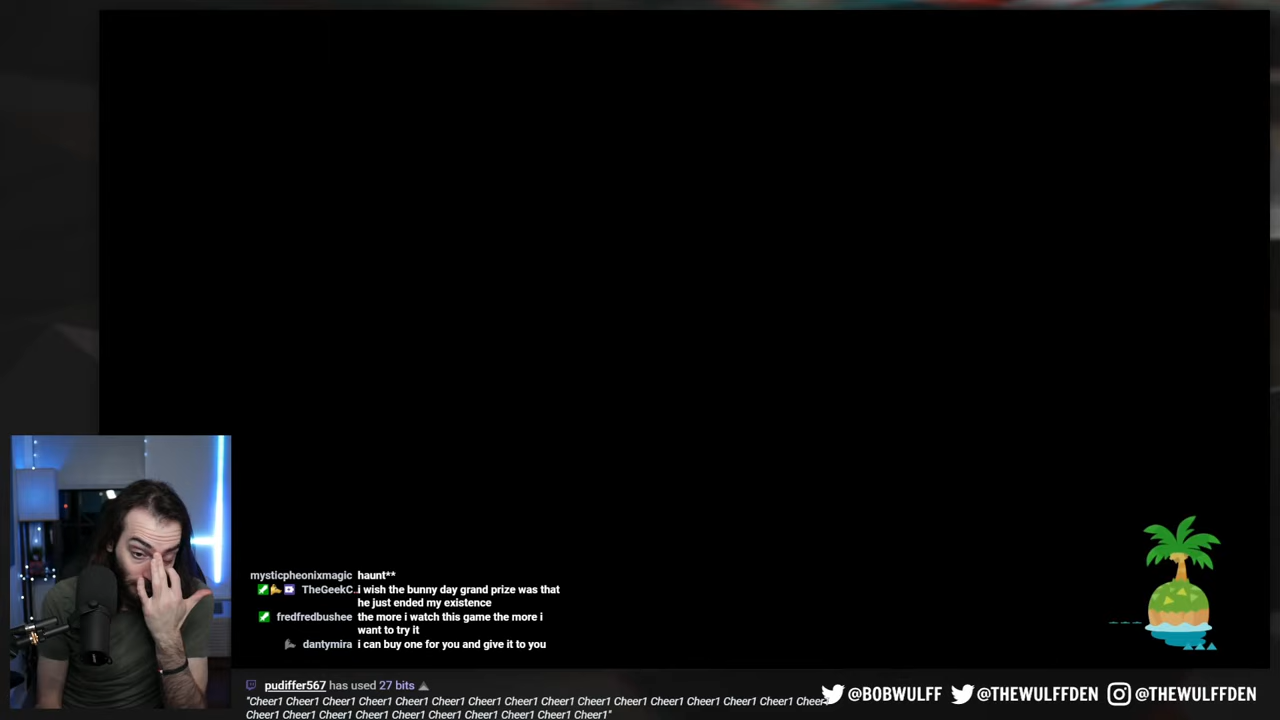 mysticpheonixmagic haunt**
TheGeekC.. i wish the bunny day grand prize was that
he just ended my existence
fredfredbushee the more i watch this game the more i
want to try it
dantymira i can buy one for you and give it to you
pudiffer567 has used 27 bits
"Cheer1 Cheer1 Cheer1 Cheer1 Cheer1 Cheer1 Cheer1 Cheer1 Cheer1 Cheer1 Cheer1 Cheer1 Cheer1 Cheer1 Cheer1 Cheer1
Cheer1 Cheer1 Cheer1 Cheer1 Cheer1 Cheer1 Cheer1 Cheer1 Cheer1 Cheer1"
@BOBWULFF @THEWULFFDEN @THEWULFFDEN